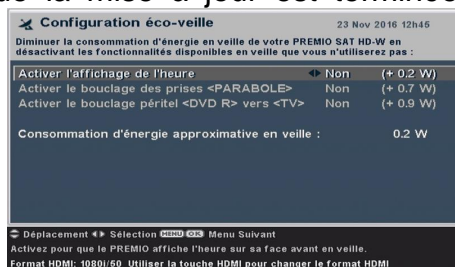 de la mise à jour est terminée
Configuration éco-veille 23 Nov 2016 12h45
Diminuer la consommation d'énergie en veille de votre PREMIO SAT HD-W en
désactivant les fonctionnalités disponibles en veille que vous n'utiliserez pas :
Activer l'affichage de l'heure Non (+ 0.2 W)
Activer le bouclage des prises <PARABOLE> Non (+ 0.7 W)
Activer le bouclage péritel <DVD R> vers <TV> Non (+ 0.9 W)
Consommation d'énergie approximative en veille : 0.2 W
Déplacement Sélection MENU OK Menu Suivant
Activez pour que le PREMIO affiche l'heure sur sa face avant en veille.
Format HDMI: 1080i/50 Utiliser la touche HDMI pour changer le format HDMI